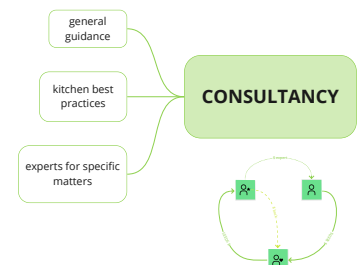 general
guidance
kitchen best
practices
CONSULTANCY
experts for specific
matters